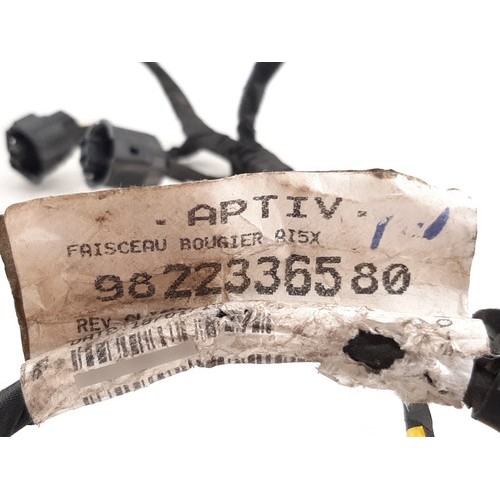 - APTIV -
FAISCEAU BOUGIER AI5X
9822336580
REV